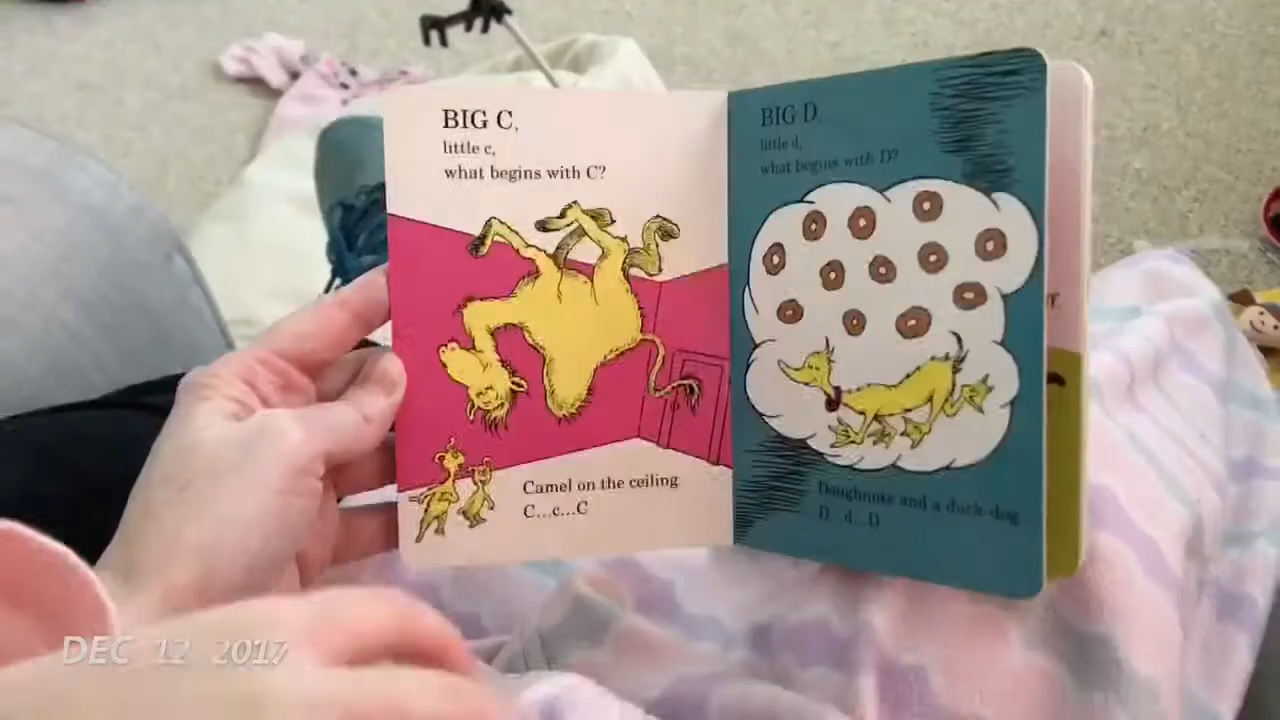 BIG C,
little c,
what begins with C?
Camel on the ceiling
C...c...C
BIG D
little d,
what begins with D?
Doughnuts and a duck-dog
D...d...D
DEC 12 2017